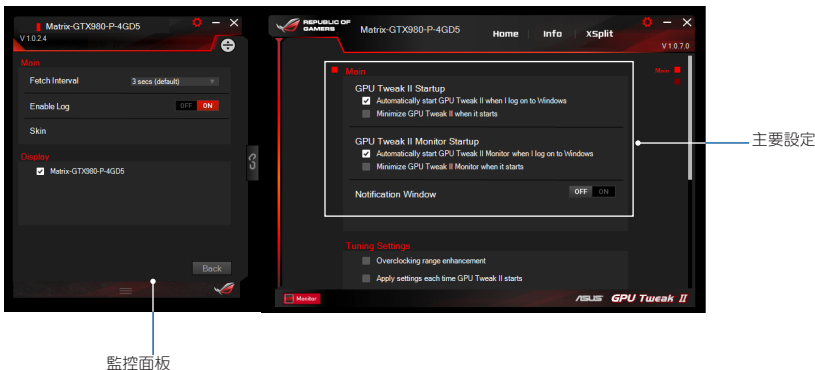 Matrix-GTX980-P-4GD5
V 1.0.2.4
Main
Fetch Interval 3 secs (default)
Enable Log OFF ON
Skin
Display
Matrix-GTX980-P-4GD5
Back
監控面板
REPUBLIC OF
GAMERS
Matrix-GTX980-P-4GD5
Home Info XSplit
V 1.0.7.0
Main
Main
GPU Tweak II Startup
Automatically start GPU Tweak II when I log on to Windows
Minimize GPU Tweak II when it starts
GPU Tweak II Monitor Startup
Automatically start GPU Tweak II Monitor when I log on to Windows
Minimize GPU Tweak II Monitor when it starts
Notification Window OFF ON
主要設定
Tuning Settings
Overclocking range enhancement
Apply settings each time GPU Tweak II starts
Monitor
ASUS GPU Tweak II